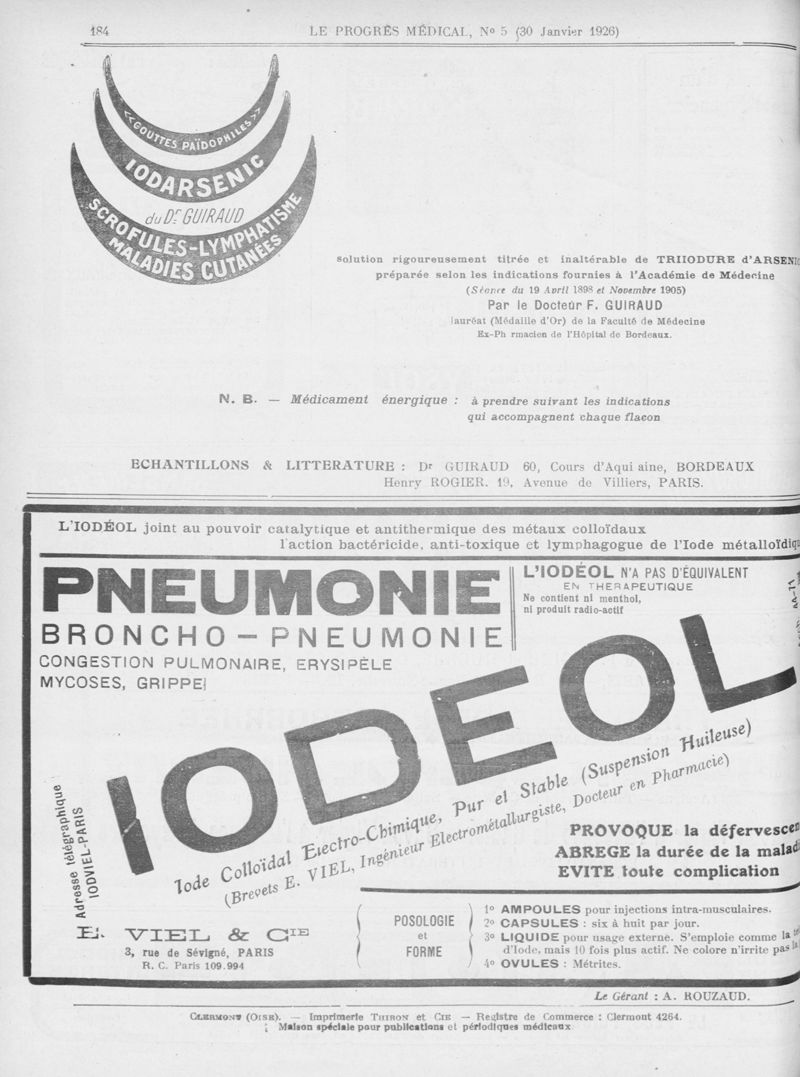 184
LE PROGRÈS MÉDICAL, No 5 (30 Janvier 1926)
«GOUTTES PAÏDOPHILES»
IODARSENIC
du Dr GUIRAUD
SCROFULES-LYMPHATISME
MALADIES CUTANÉES
solution rigoureusement titrée et inaltérable de TRIIODURE d'ARSENIC
préparée selon les indications fournies à l'Académie de Médecine
(Séance du 19 Avril 1898 et Novembre 1905)
Par le Docteur F. GUIRAUD
lauréat (Médaille d'Or) de la Faculté de Médecine
Ex-Ph rmacien de l'Hôpital de Bordeaux.
N. B. — Médicament énergique : à prendre suivant les indications
qui accompagnent chaque flacon
ECHANTILLONS & LITTERATURE : Dr GUIRAUD 60, Cours d'Aqui aine, BORDEAUX
Henry ROGIER. 19, Avenue de Villiers, PARIS.
L'IODÉOL joint au pouvoir catalytique et antithermique des métaux colloïdaux
l'action bactéricide, anti-toxique et lymphagogue de l'Iode métalloïdiq
PNEUMONIE
BRONCHO-PNEUMONIE
CONGESTION PULMONAIRE, ERYSIPÈLE
MYCOSES, GRIPPE
L'IODÉOL N'A PAS D'ÉQUIVALENT
EN THERAPEUTIQUE
Ne contient ni menthol,
ni produit radio-actif
IODEOL
Iode Colloïdal Electro-Chimique, Pur et Stable (Suspension Huileuse)
(Brevets E. VIEL, Ingénieur Electrométallurgiste, Docteur en Pharmacie)
Adresse télégraphique
IODVIEL-PARIS
PROVOQUE la défervescen
ABREGE la durée de la malad
EVITE toute complication
E. VIEL & CIE
3, rue de Sévigné, PARIS
R. C. Paris 109.994
POSOLOGIE
et
FORME
1o AMPOULES pour injections intra-musculaires.
2o CAPSULES : six à huit par jour.
3o LIQUIDE pour usage externe. S'emploie comme la
d'Iode, mais 10 fois plus actif. Ne colore n'irrite pas la
4o OVULES : Métrites.
Le Gérant : A. ROUZAUD.
CLERMONT (OISE). — Imprimerie THIRON et CIE — Registre de Commerce : Clermont 4264.
Maison spéciale pour publications et périodiques médicaux